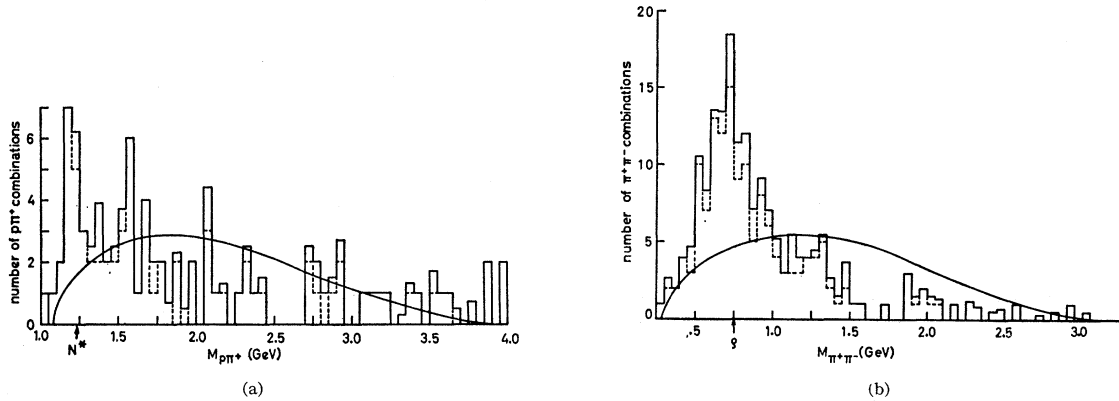 number of pπ⁺ combinations
6
4
2
0
1.0
1.5
2.0
2.5
3.0
3.5
4.0
N*
Mpπ⁺ (GeV)
(a)
number of π⁺π⁻ combinations
20
15
10
5
0
.5
1.0
1.5
2.0
2.5
3.0
ρ
Mπ⁺π⁻(GeV)
(b)